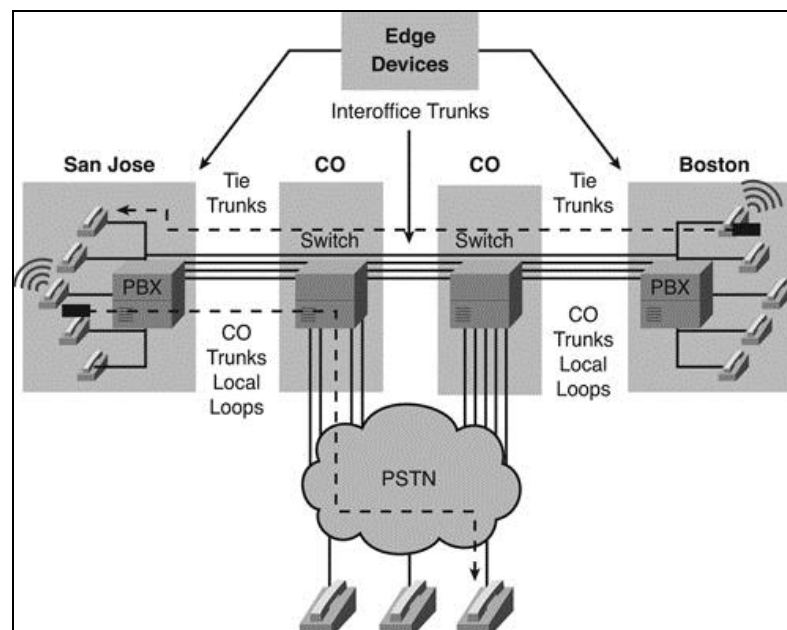 Edge
Devices
Interoffice Trunks
San Jose
CO
CO
Boston
Tie
Trunks
Tie
Trunks
Switch
Switch
PBX
PBX
CO
Trunks
Local
Loops
CO
Trunks
Local
Loops
PSTN